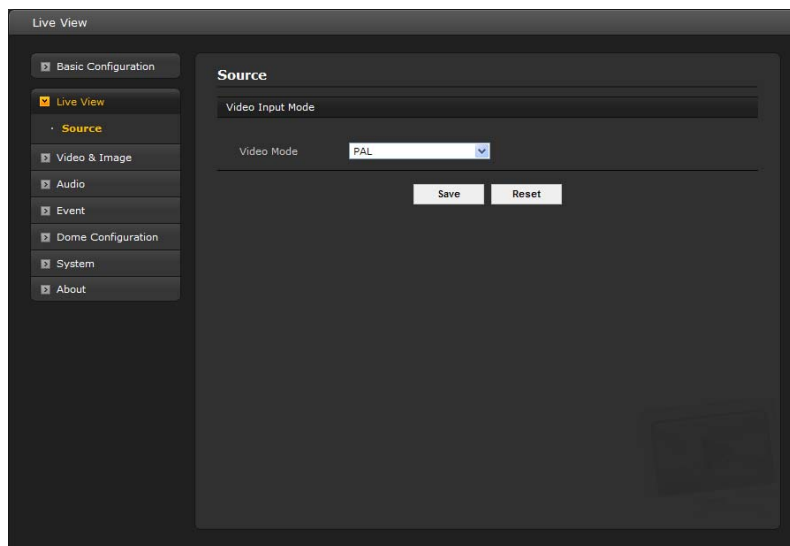 Live View
Basic Configuration
Live View
· Source
Video & Image
Audio
Event
Dome Configuration
System
About
Source
Video Input Mode
Video Mode PAL
Save Reset